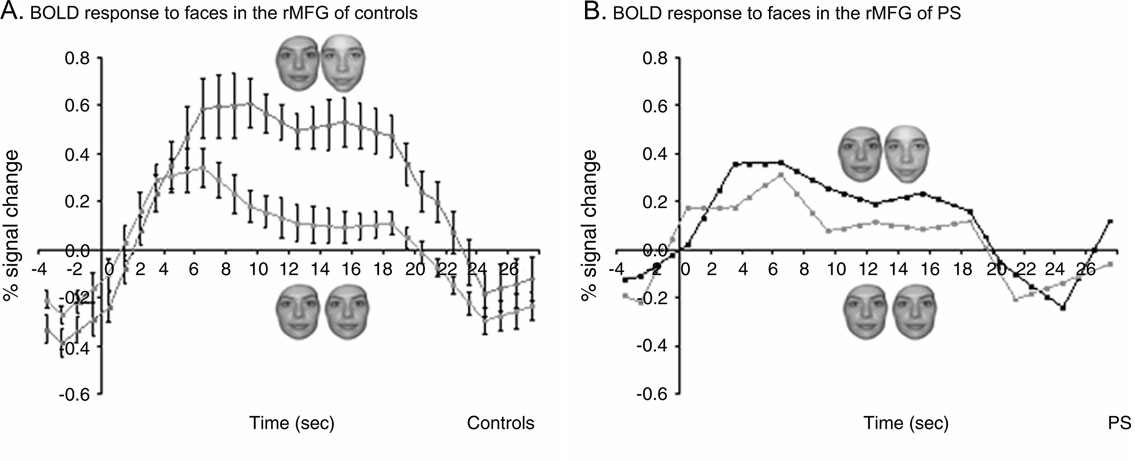 A. BOLD response to faces in the rMFG of controls
0.8
0.6
0.4
0.2
0.0
-0.2
-0.4
-0.6
-4 -2 0 2 4 6 8 10 12 14 16 18 20 22 24 26
% signal change
Time (sec)
Controls
B. BOLD response to faces in the rMFG of PS
0.8
0.6
0.4
0.2
0.0
-0.2
-0.4
-0.6
-4 -2 0 2 4 6 8 10 12 14 16 18 20 22 24 26
% signal change
Time (sec)
PS